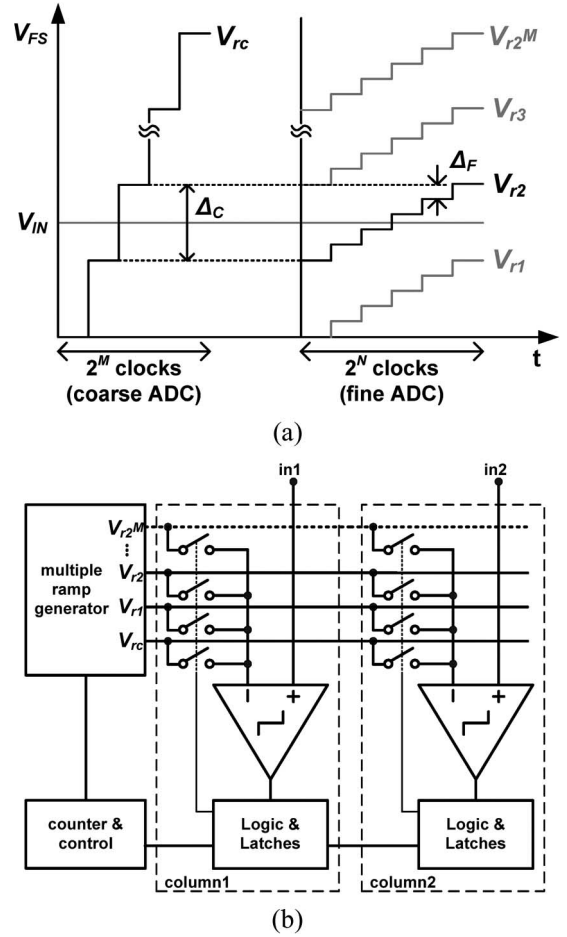 V_FS
V_rc
V_r2^M
V_r3
Δ_F
V_r2
Δ_C
V_IN
V_r1
t
2^M clocks
(coarse ADC)
2^N clocks
(fine ADC)
(a)
in1
in2
V_r2^M
V_r2
V_r1
V_rc
multiple
ramp
generator
counter &
control
Logic &
Latches
Logic &
Latches
column1
column2
(b)